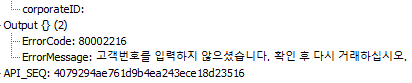 corporateID:
Output {} (2)
ErrorCode: 80002216
ErrorMessage: 고객번호를 입력하지 않으셨습니다. 확인 후 다시 거래하십시오.
API_SEQ: 4079294ae761d9b4ea243ece18d23516